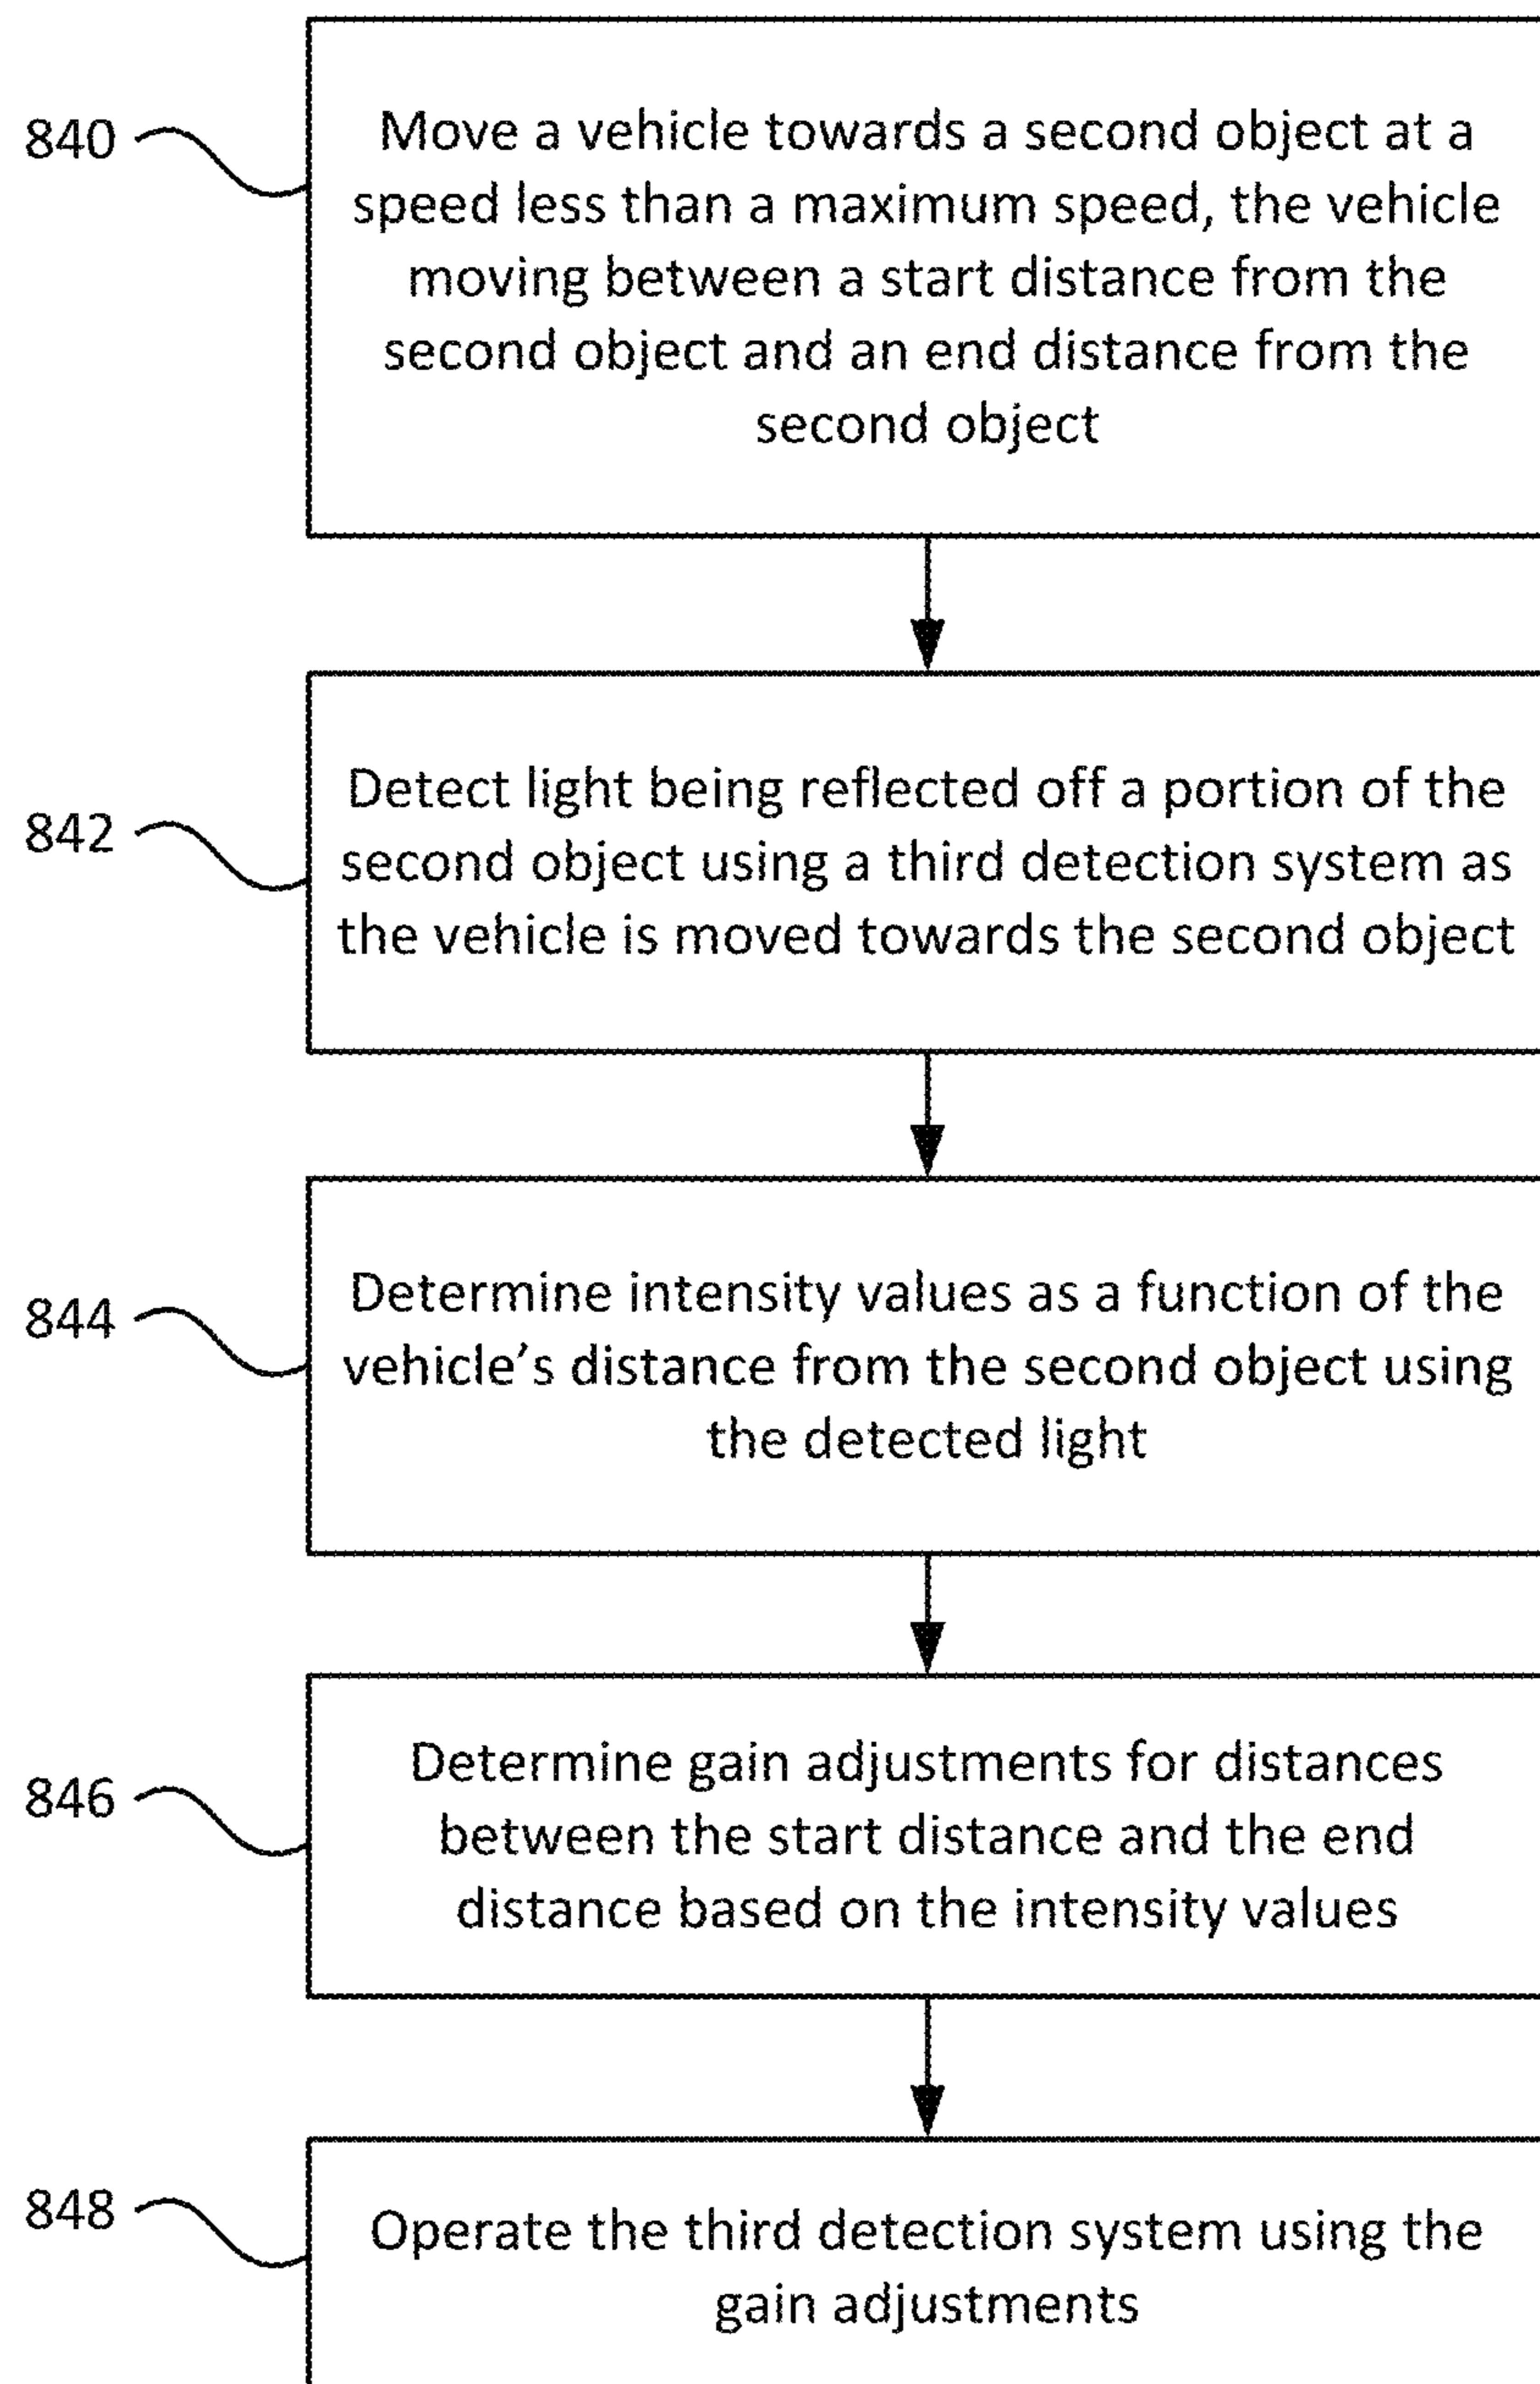 840
Move a vehicle towards a second object at a
speed less than a maximum speed, the vehicle
moving between a start distance from the
second object and an end distance from the
second object
842
Detect light being reflected off a portion of the
second object using a third detection system as
the vehicle is moved towards the second object
844
Determine intensity values as a function of the
vehicle’s distance from the second object using
the detected light
846
Determine gain adjustments for distances
between the start distance and the end
distance based on the intensity values
848
Operate the third detection system using the
gain adjustments